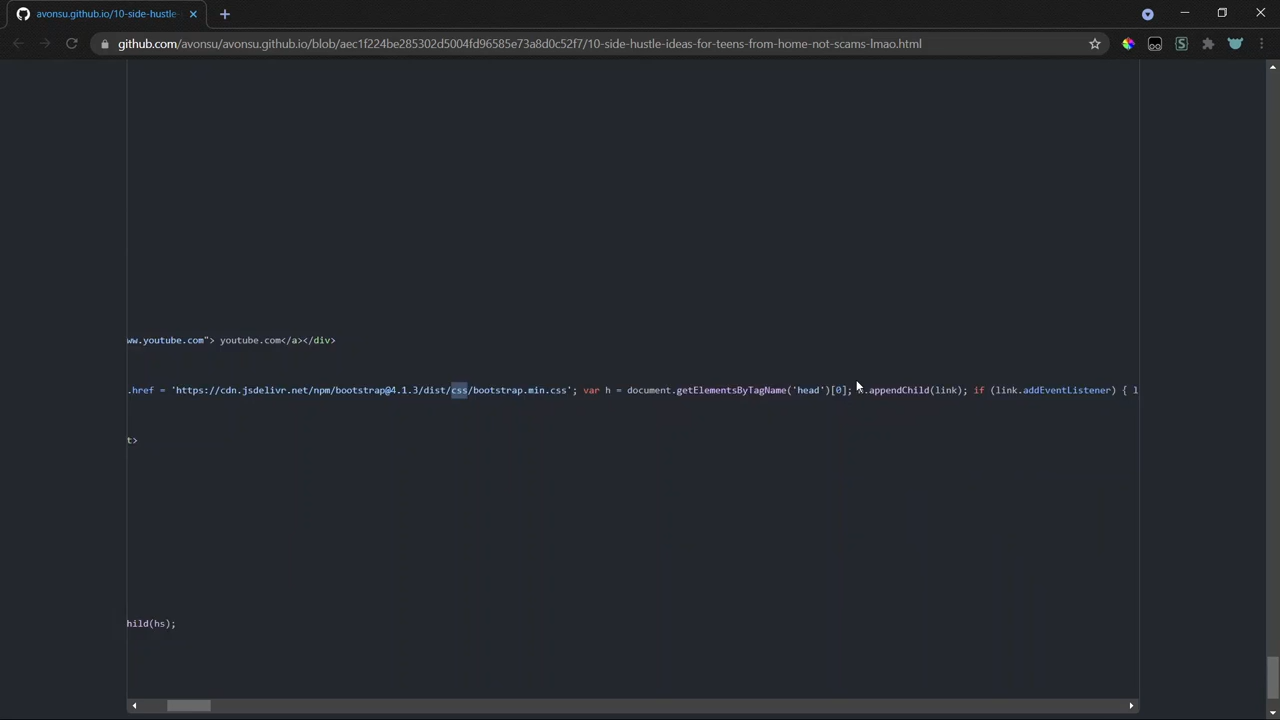 avonsu.github.io/10-side-hustle-
github.com/avonsu/avonsu.github.io/blob/aec1f224be285302d5004fd96585e73a8d0c52f7/10-side-hustle-ideas-for-teens-from-home-not-scams-lmao.html
ww.youtube.com"> youtube.com</a></div>
.href = 'https://cdn.jsdelivr.net/npm/bootstrap@4.1.3/dist/css/bootstrap.min.css'; var h = document.getElementsByTagName('head')[0]; .appendChild(link); if (link.addEventListener) { l
t>
hild(hs);